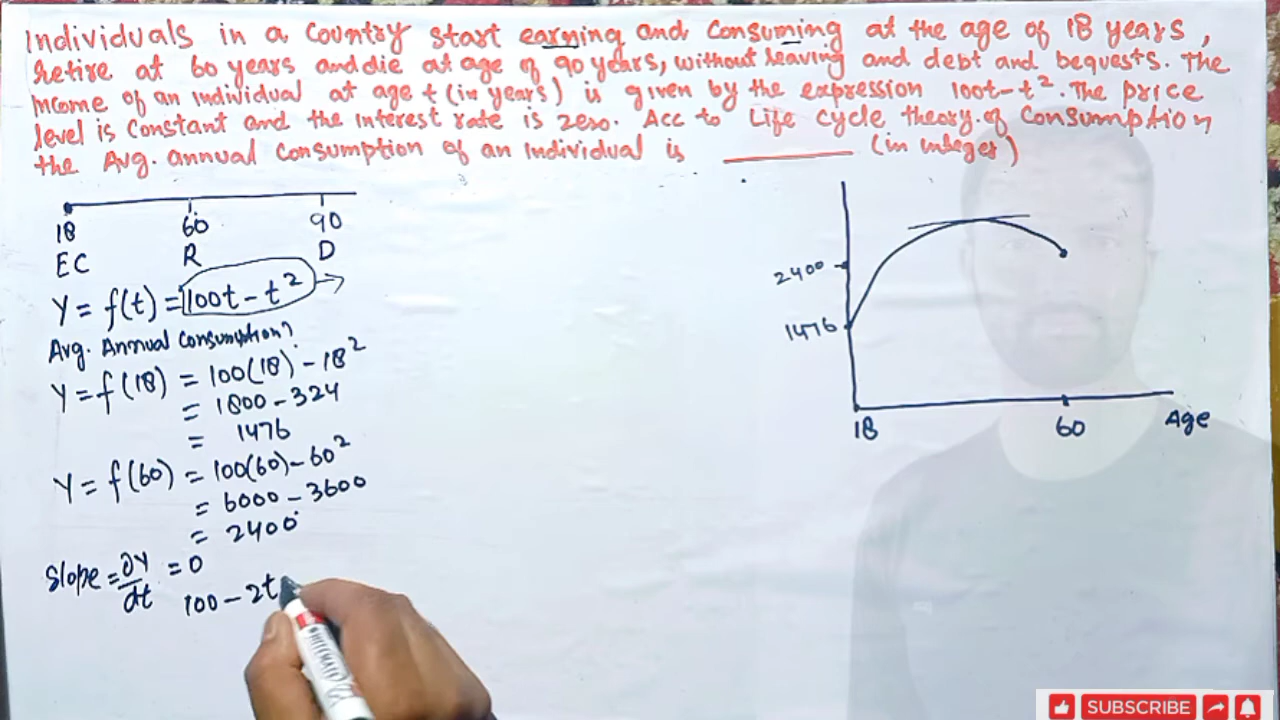 Individuals in a Country start earning and Consuming at the age of 18 years,
retire at 60 years and die at age of 90 years, without leaving and debt and bequests. The
income of an individual at age t (in years) is given by the expression 100t-t². The price
level is Constant and the interest rate is zero. Acc to Life Cycle theory. of Consumption
the Avg. annual Consumption of an individual is ________ (in integer)
18 60 90
EC R D
Y = f(t) = 100t - t² →
Avg. Annual Consumption?
Y = f(18) = 100(18) - 18²
= 1800 - 324
= 1476
Y = f(60) = 100(60) - 60²
= 6000 - 3600
= 2400
Slope = ∂Y/dt = 0
100 - 2t
2400
1476
18 60 Age
SUBSCRIBE